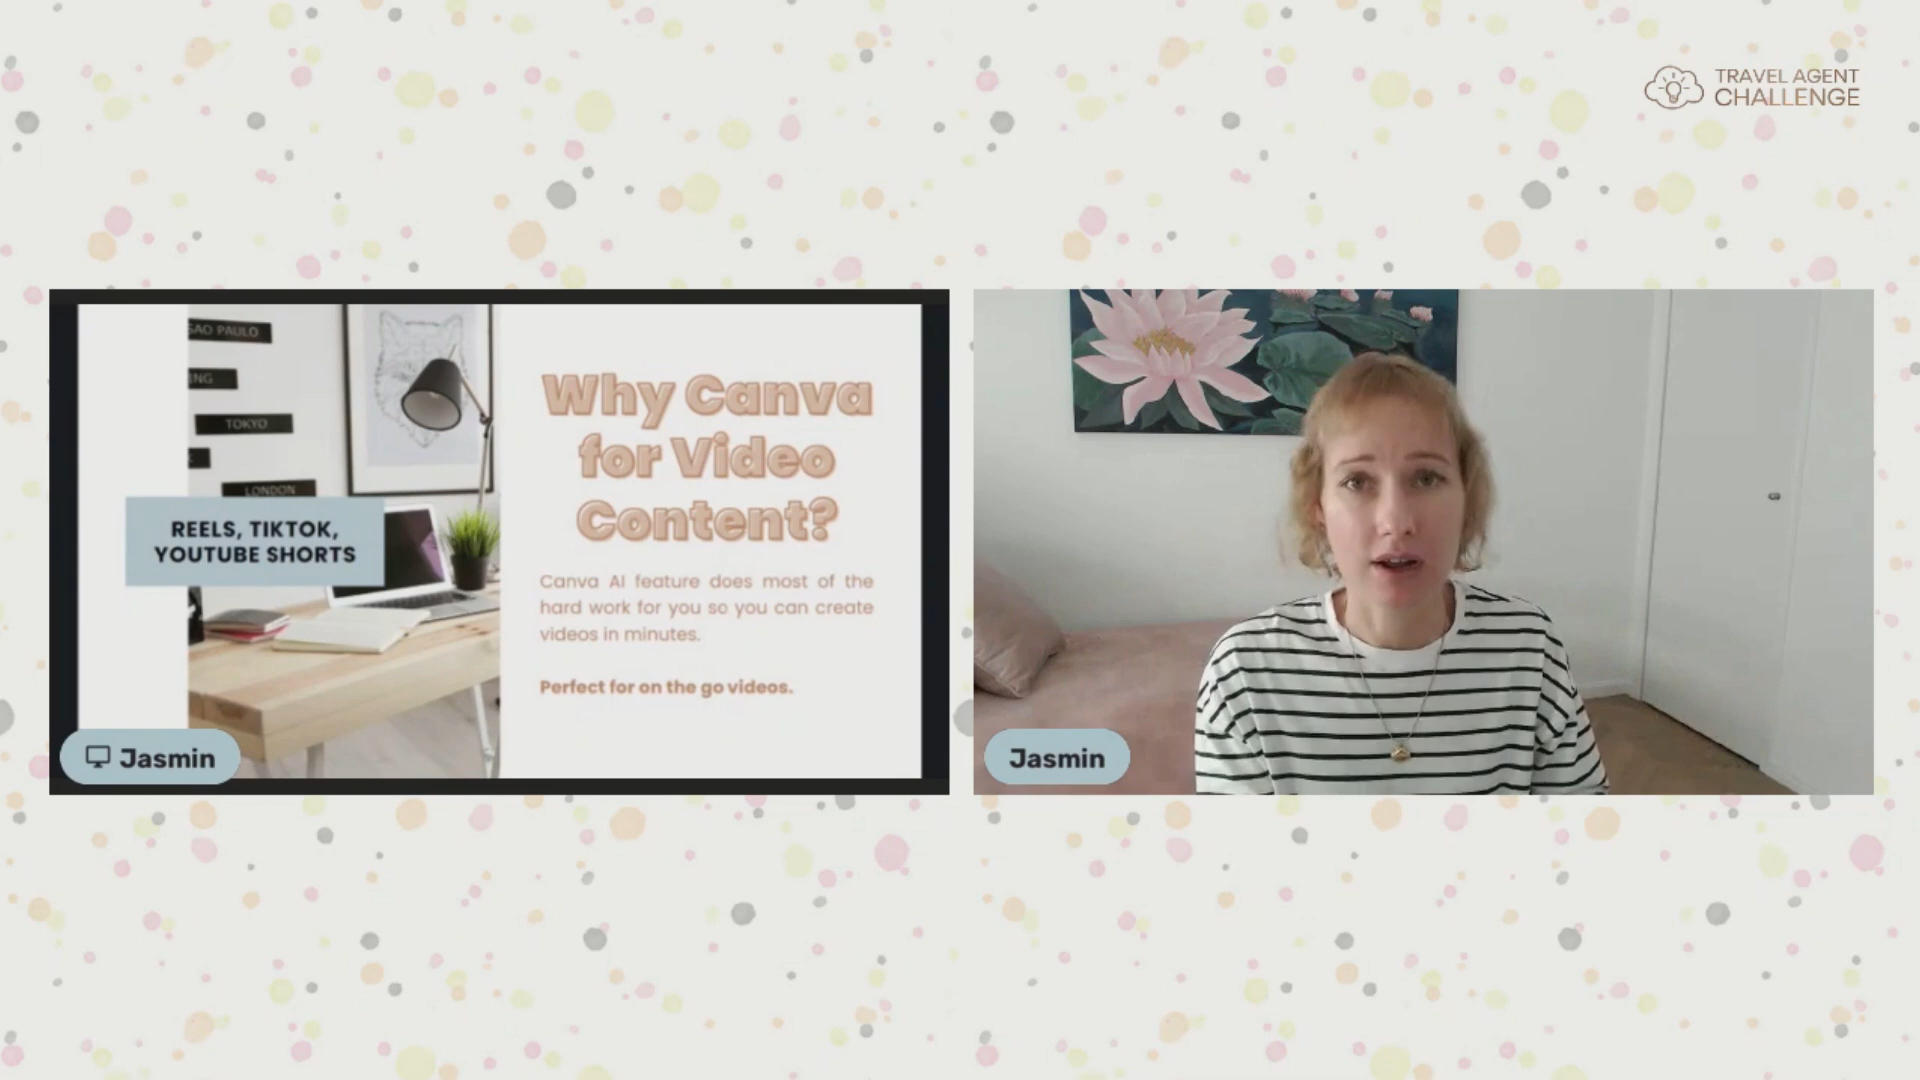 TRAVEL AGENT
CHALLENGE
SAO PAULO
TOKYO
LONDON
REELS, TIKTOK,
YOUTUBE SHORTS
Why Canva
for Video
Content?
Canva AI feature does most of the
hard work for you so you can create
videos in minutes.
Perfect for on the go videos.
Jasmin
Jasmin